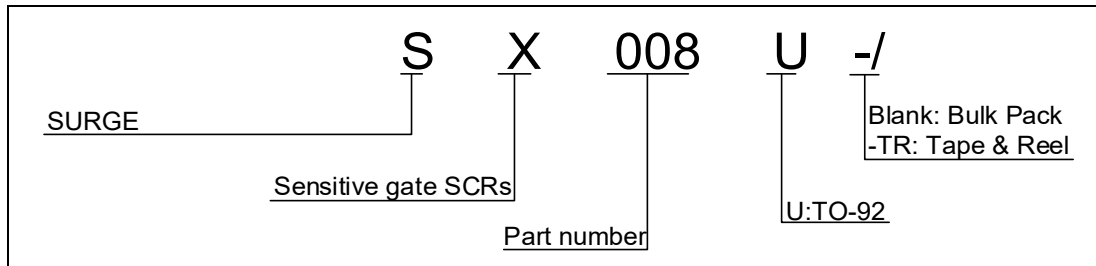 S X 008 U -/
SURGE
Blank: Bulk Pack
-TR: Tape & Reel
Sensitive gate SCRs
U:TO-92
Part number